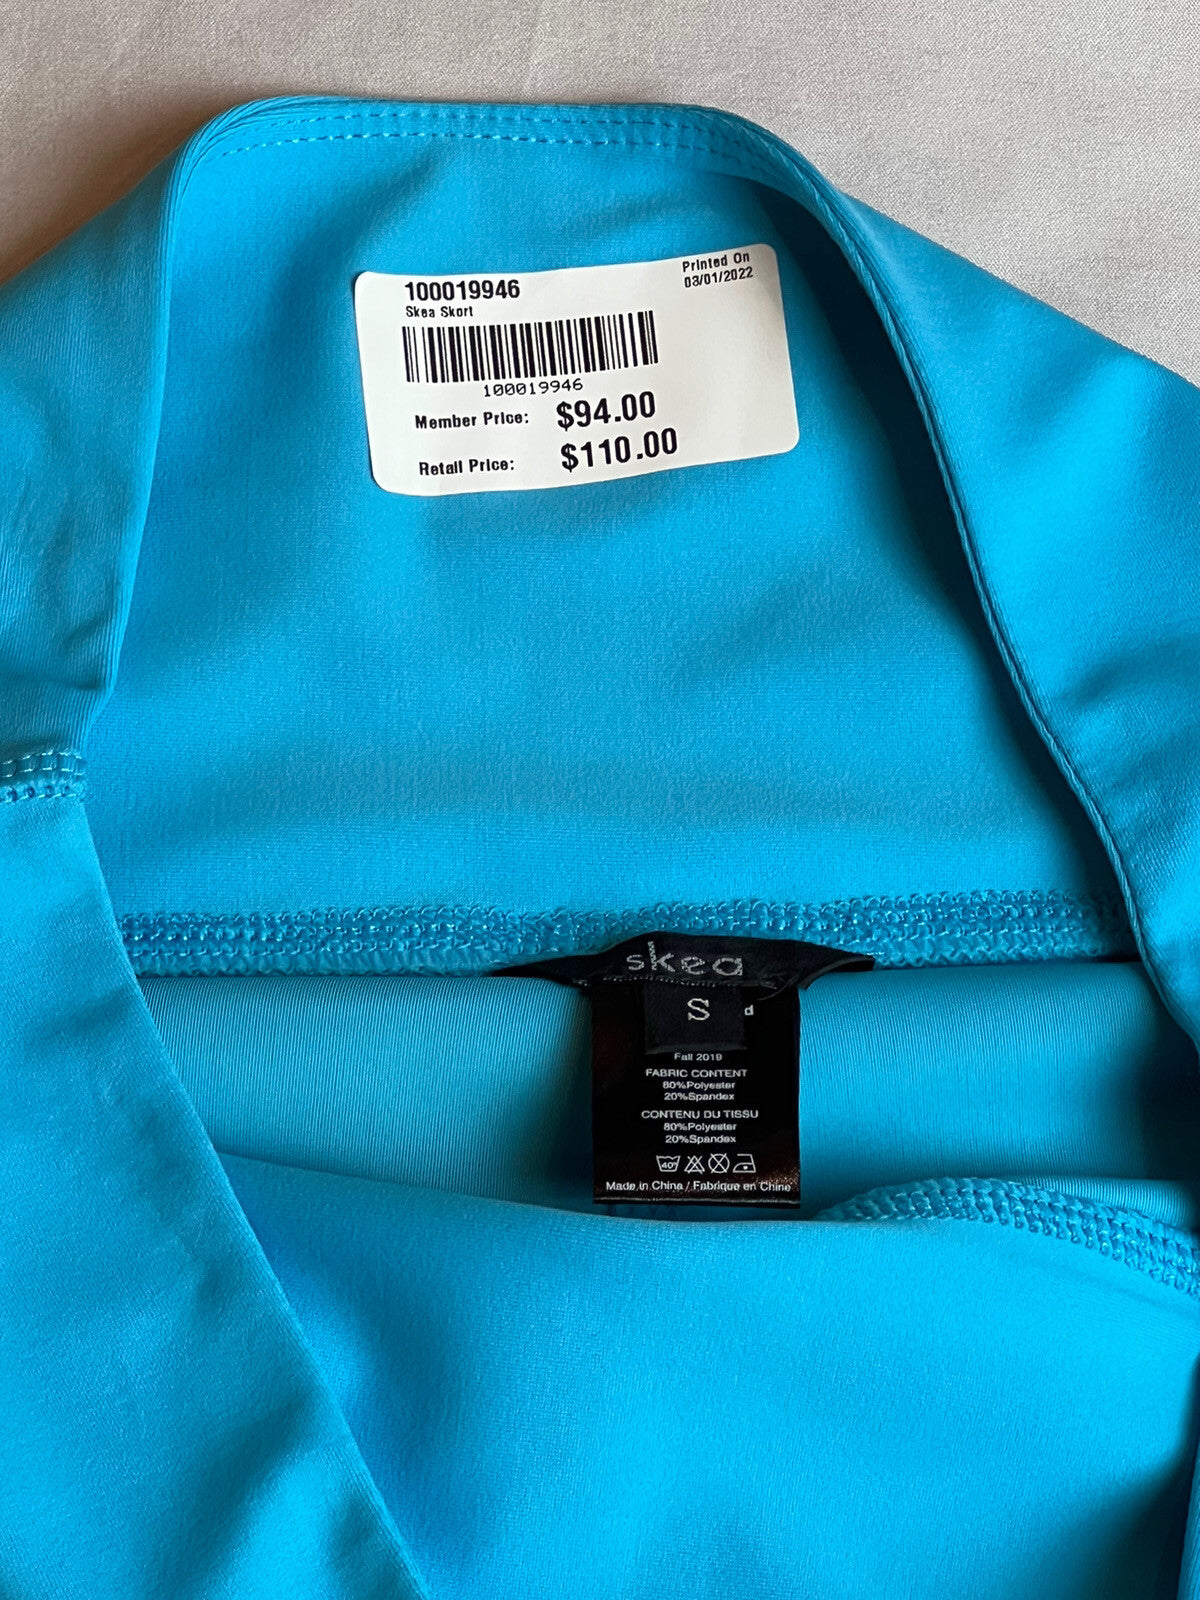 Printed On
03/01/2022
100019946
Skea Skort
100019946
Member Price: $94.00
Retail Price: $110.00
skea
S
Fall 2019
FABRIC CONTENT
80%Polyester
20%Spandex
CONTENU DU TISSU
80%Polyester
20%Spandex
40°
Made in China / Fabrique en Chine